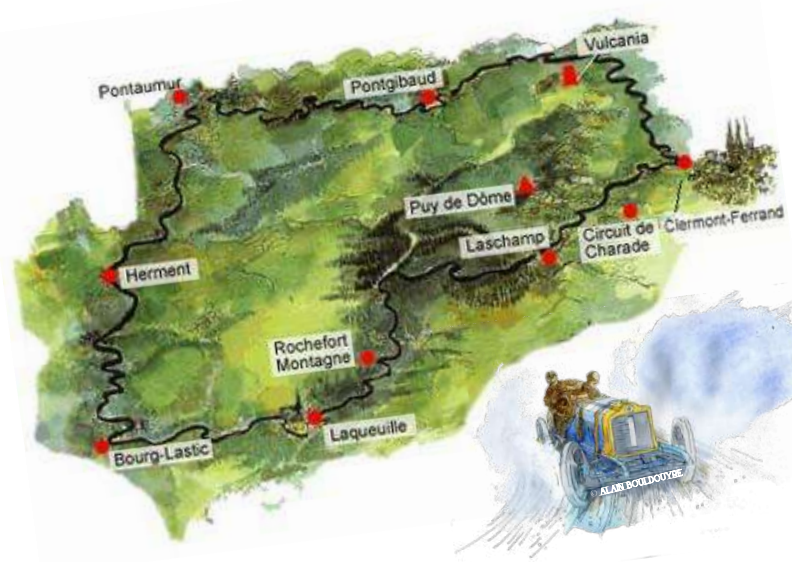 Vulcania
Pontaumur
Pontgibaud
Puy de Dôme
Circuit de
Charade
Clermont-Ferrand
Laschamp
Herment
Rochefort
Montagne
Laqueuille
Bourg-Lastic
1
ALAIN BOULDOUYRE